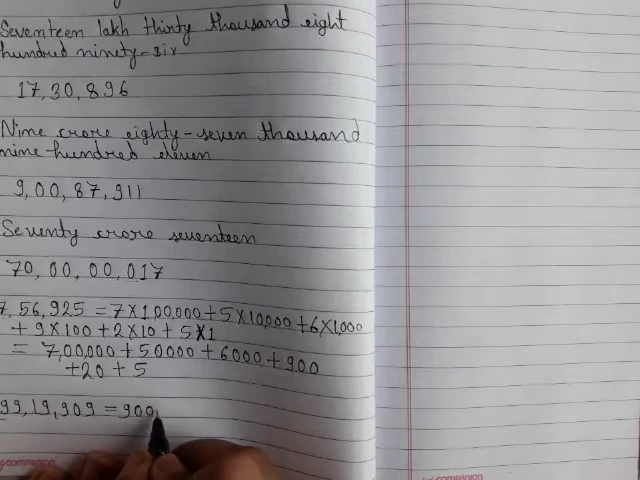 Seventeen lakh thirty thousand eight
hundred ninety-six
17,30,896
Nine crore eighty-seven thousand
nine hundred eleven
9,00,87,911
Seventy crore seventeen
70,00,00,017
7,56,925 = 7×1,00,000+5×10,000+6×1,000
+ 9×100 +2×10 + 5×1
= 7,00,000 + 50000 + 6000 + 900
+20 + 5
99,19,909 = 900
companion